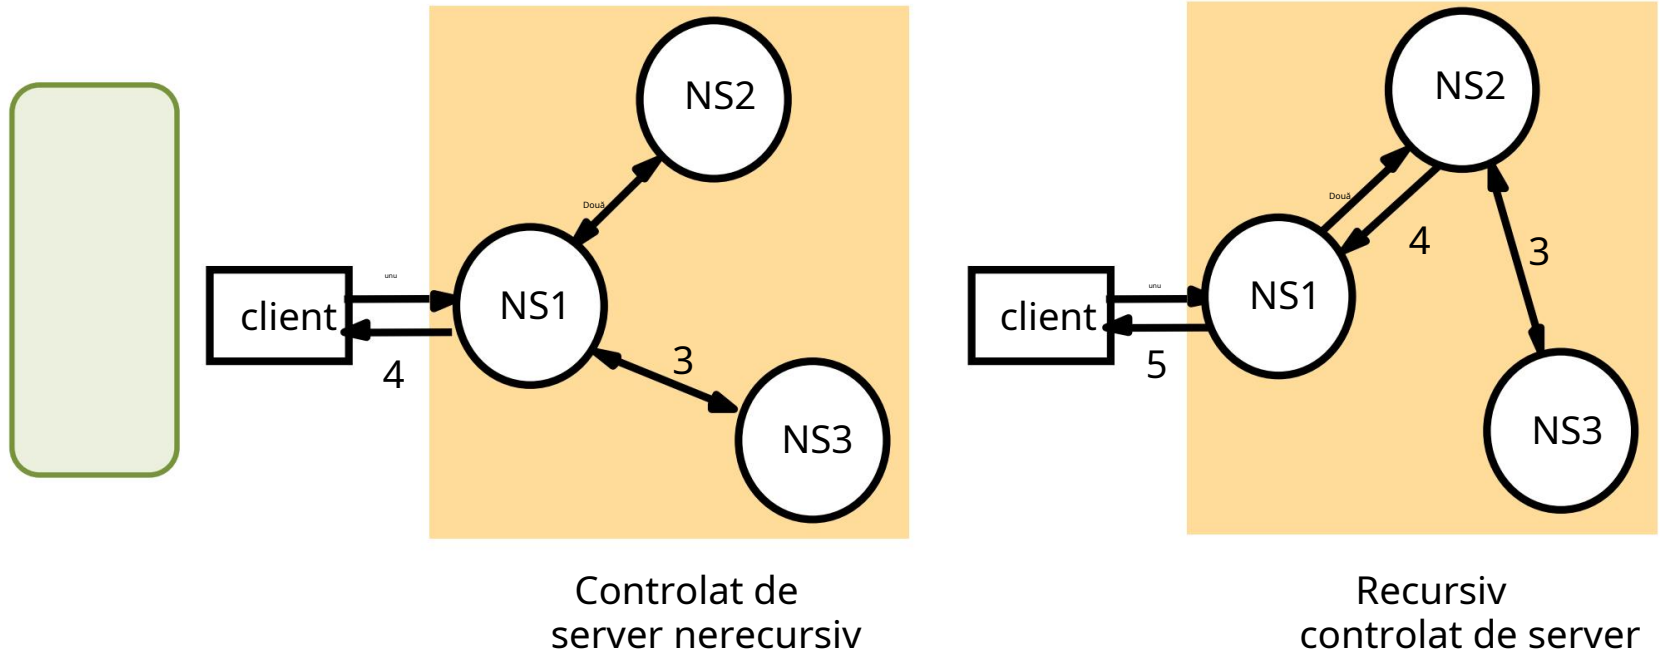 NS2
Două
unu
client
NS1
4
3
NS3
Controlat de
server nerecursiv
NS2
Două
4
3
unu
client
NS1
5
NS3
Recursiv
controlat de server